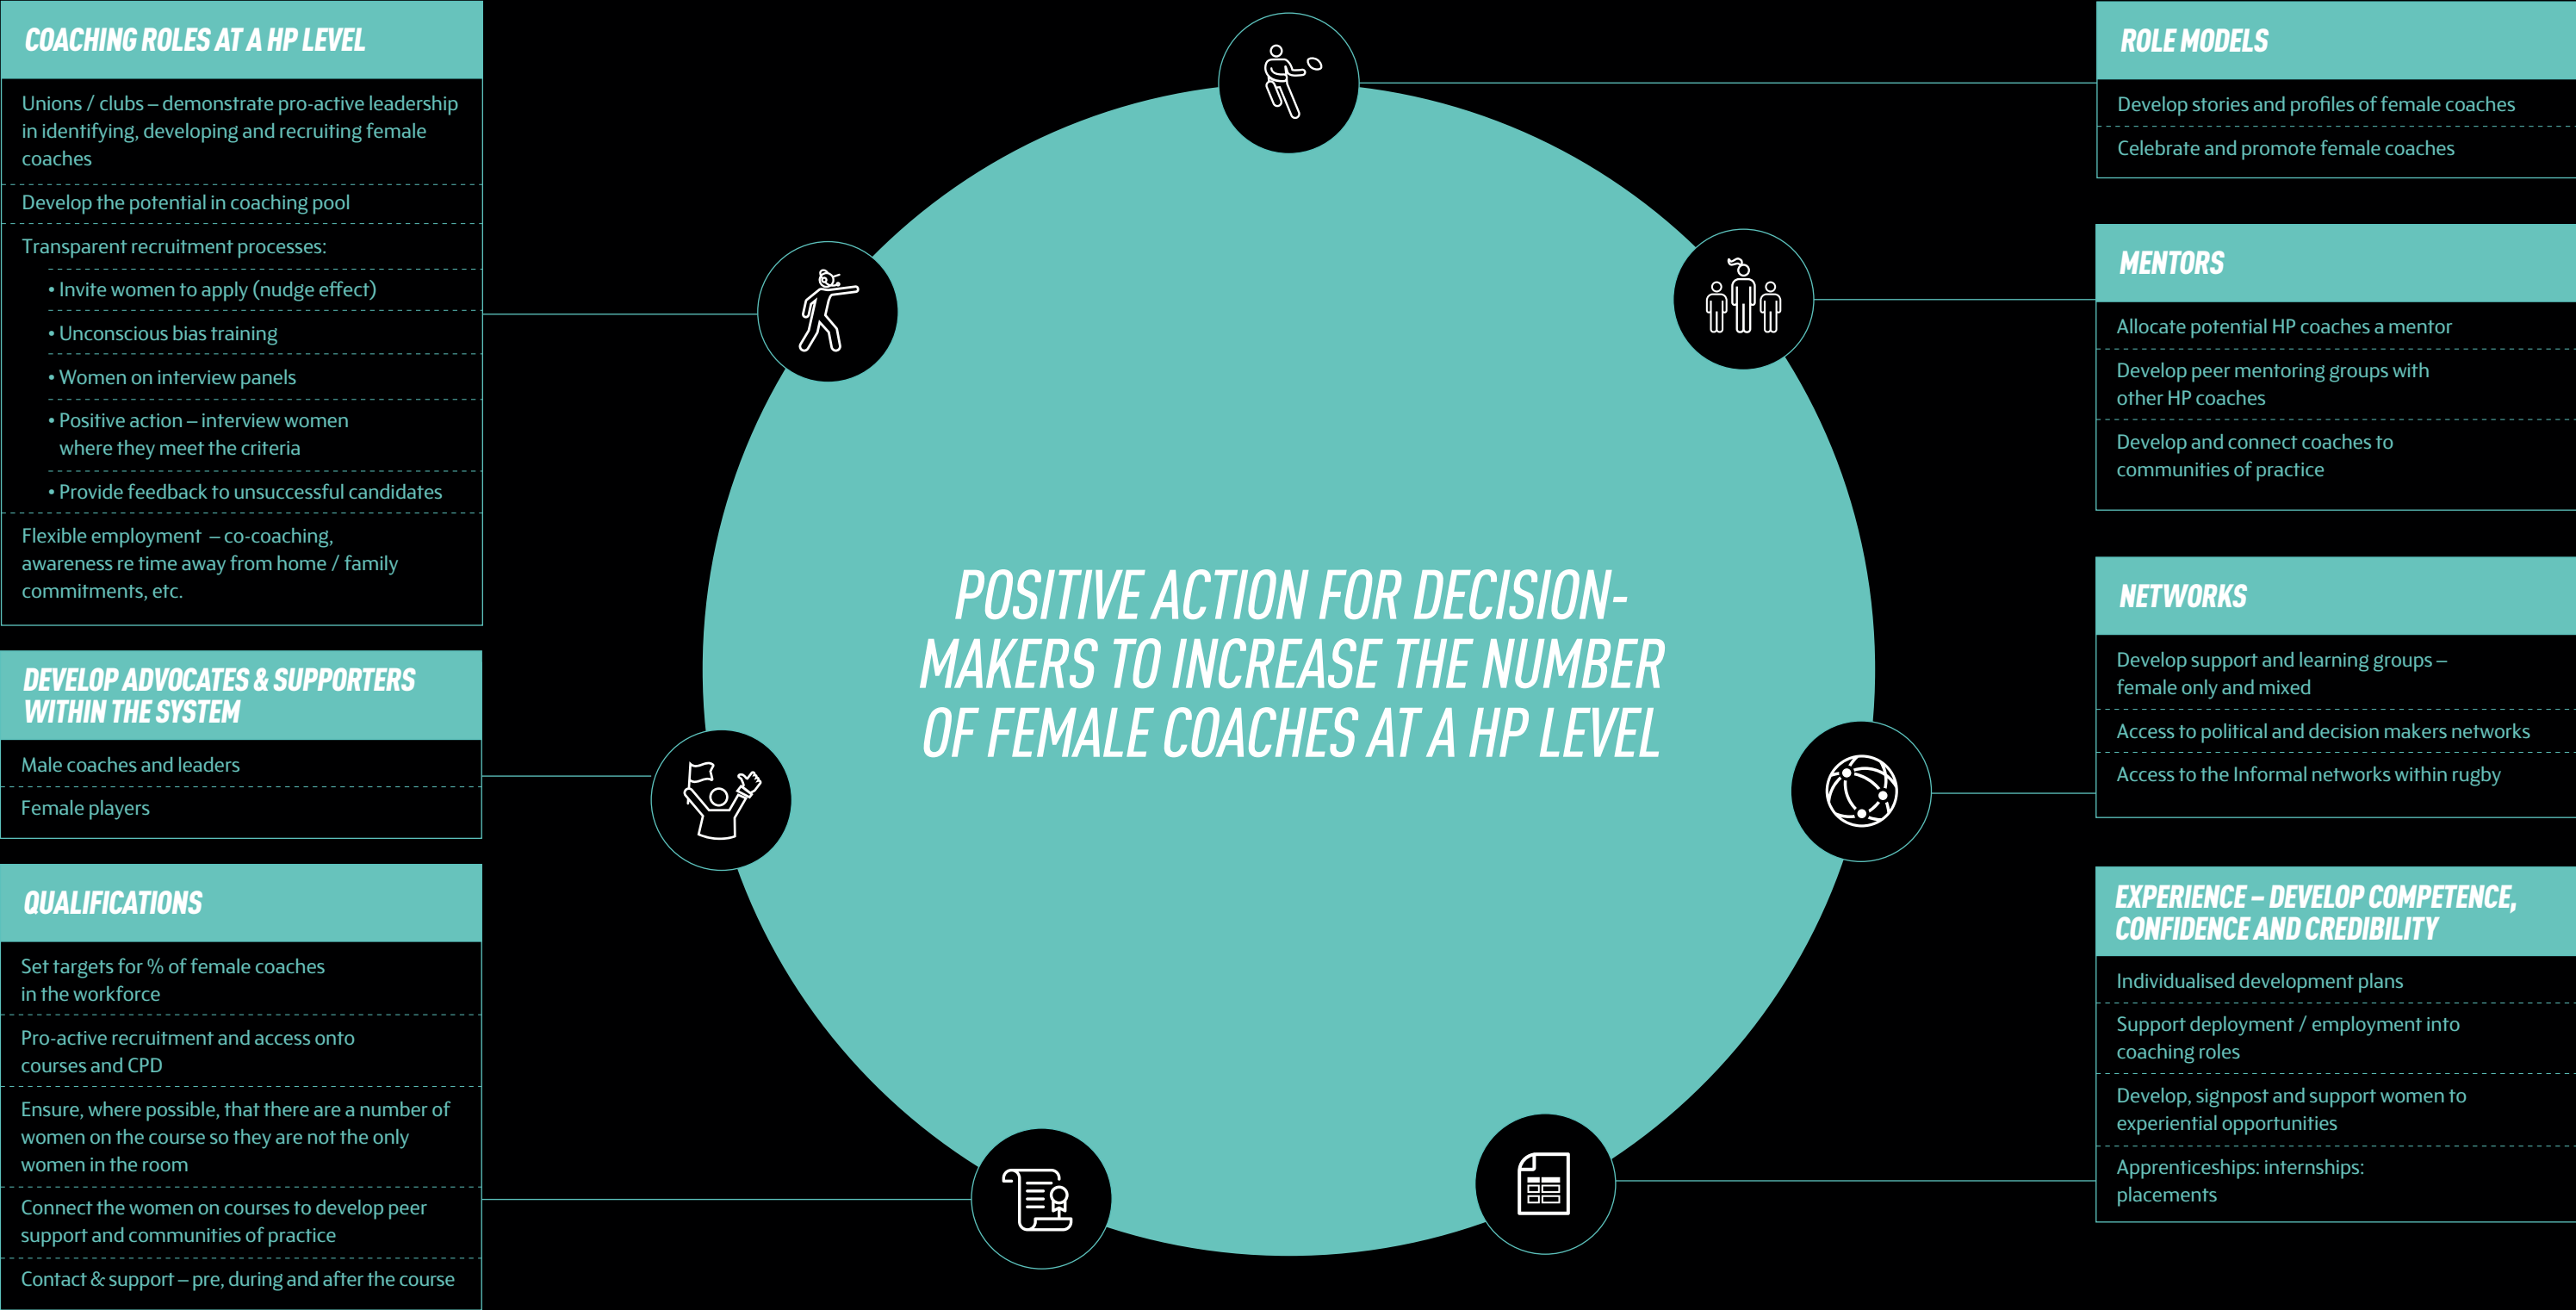 COACHING ROLES AT A HP LEVEL
Unions / clubs – demonstrate pro-active leadership
in identifying, developing and recruiting female
coaches
Develop the potential in coaching pool
Transparent recruitment processes:
• Invite women to apply (nudge effect)
• Unconscious bias training
• Women on interview panels
• Positive action – interview women
where they meet the criteria
• Provide feedback to unsuccessful candidates
Flexible employment – co-coaching,
awareness re time away from home / family
commitments, etc.
DEVELOP ADVOCATES & SUPPORTERS
WITHIN THE SYSTEM
Male coaches and leaders
Female players
QUALIFICATIONS
Set targets for % of female coaches
in the workforce
Pro-active recruitment and access onto
courses and CPD
Ensure, where possible, that there are a number of
women on the course so they are not the only
women in the room
Connect the women on courses to develop peer
support and communities of practice
Contact & support – pre, during and after the course
POSITIVE ACTION FOR DECISION-
MAKERS TO INCREASE THE NUMBER
OF FEMALE COACHES AT A HP LEVEL
ROLE MODELS
Develop stories and profiles of female coaches
Celebrate and promote female coaches
MENTORS
Allocate potential HP coaches a mentor
Develop peer mentoring groups with
other HP coaches
Develop and connect coaches to
communities of practice
NETWORKS
Develop support and learning groups –
female only and mixed
Access to political and decision makers networks
Access to the Informal networks within rugby
EXPERIENCE – DEVELOP COMPETENCE,
CONFIDENCE AND CREDIBILITY
Individualised development plans
Support deployment / employment into
coaching roles
Develop, signpost and support women to
experiential opportunities
Apprenticeships: internships:
placements